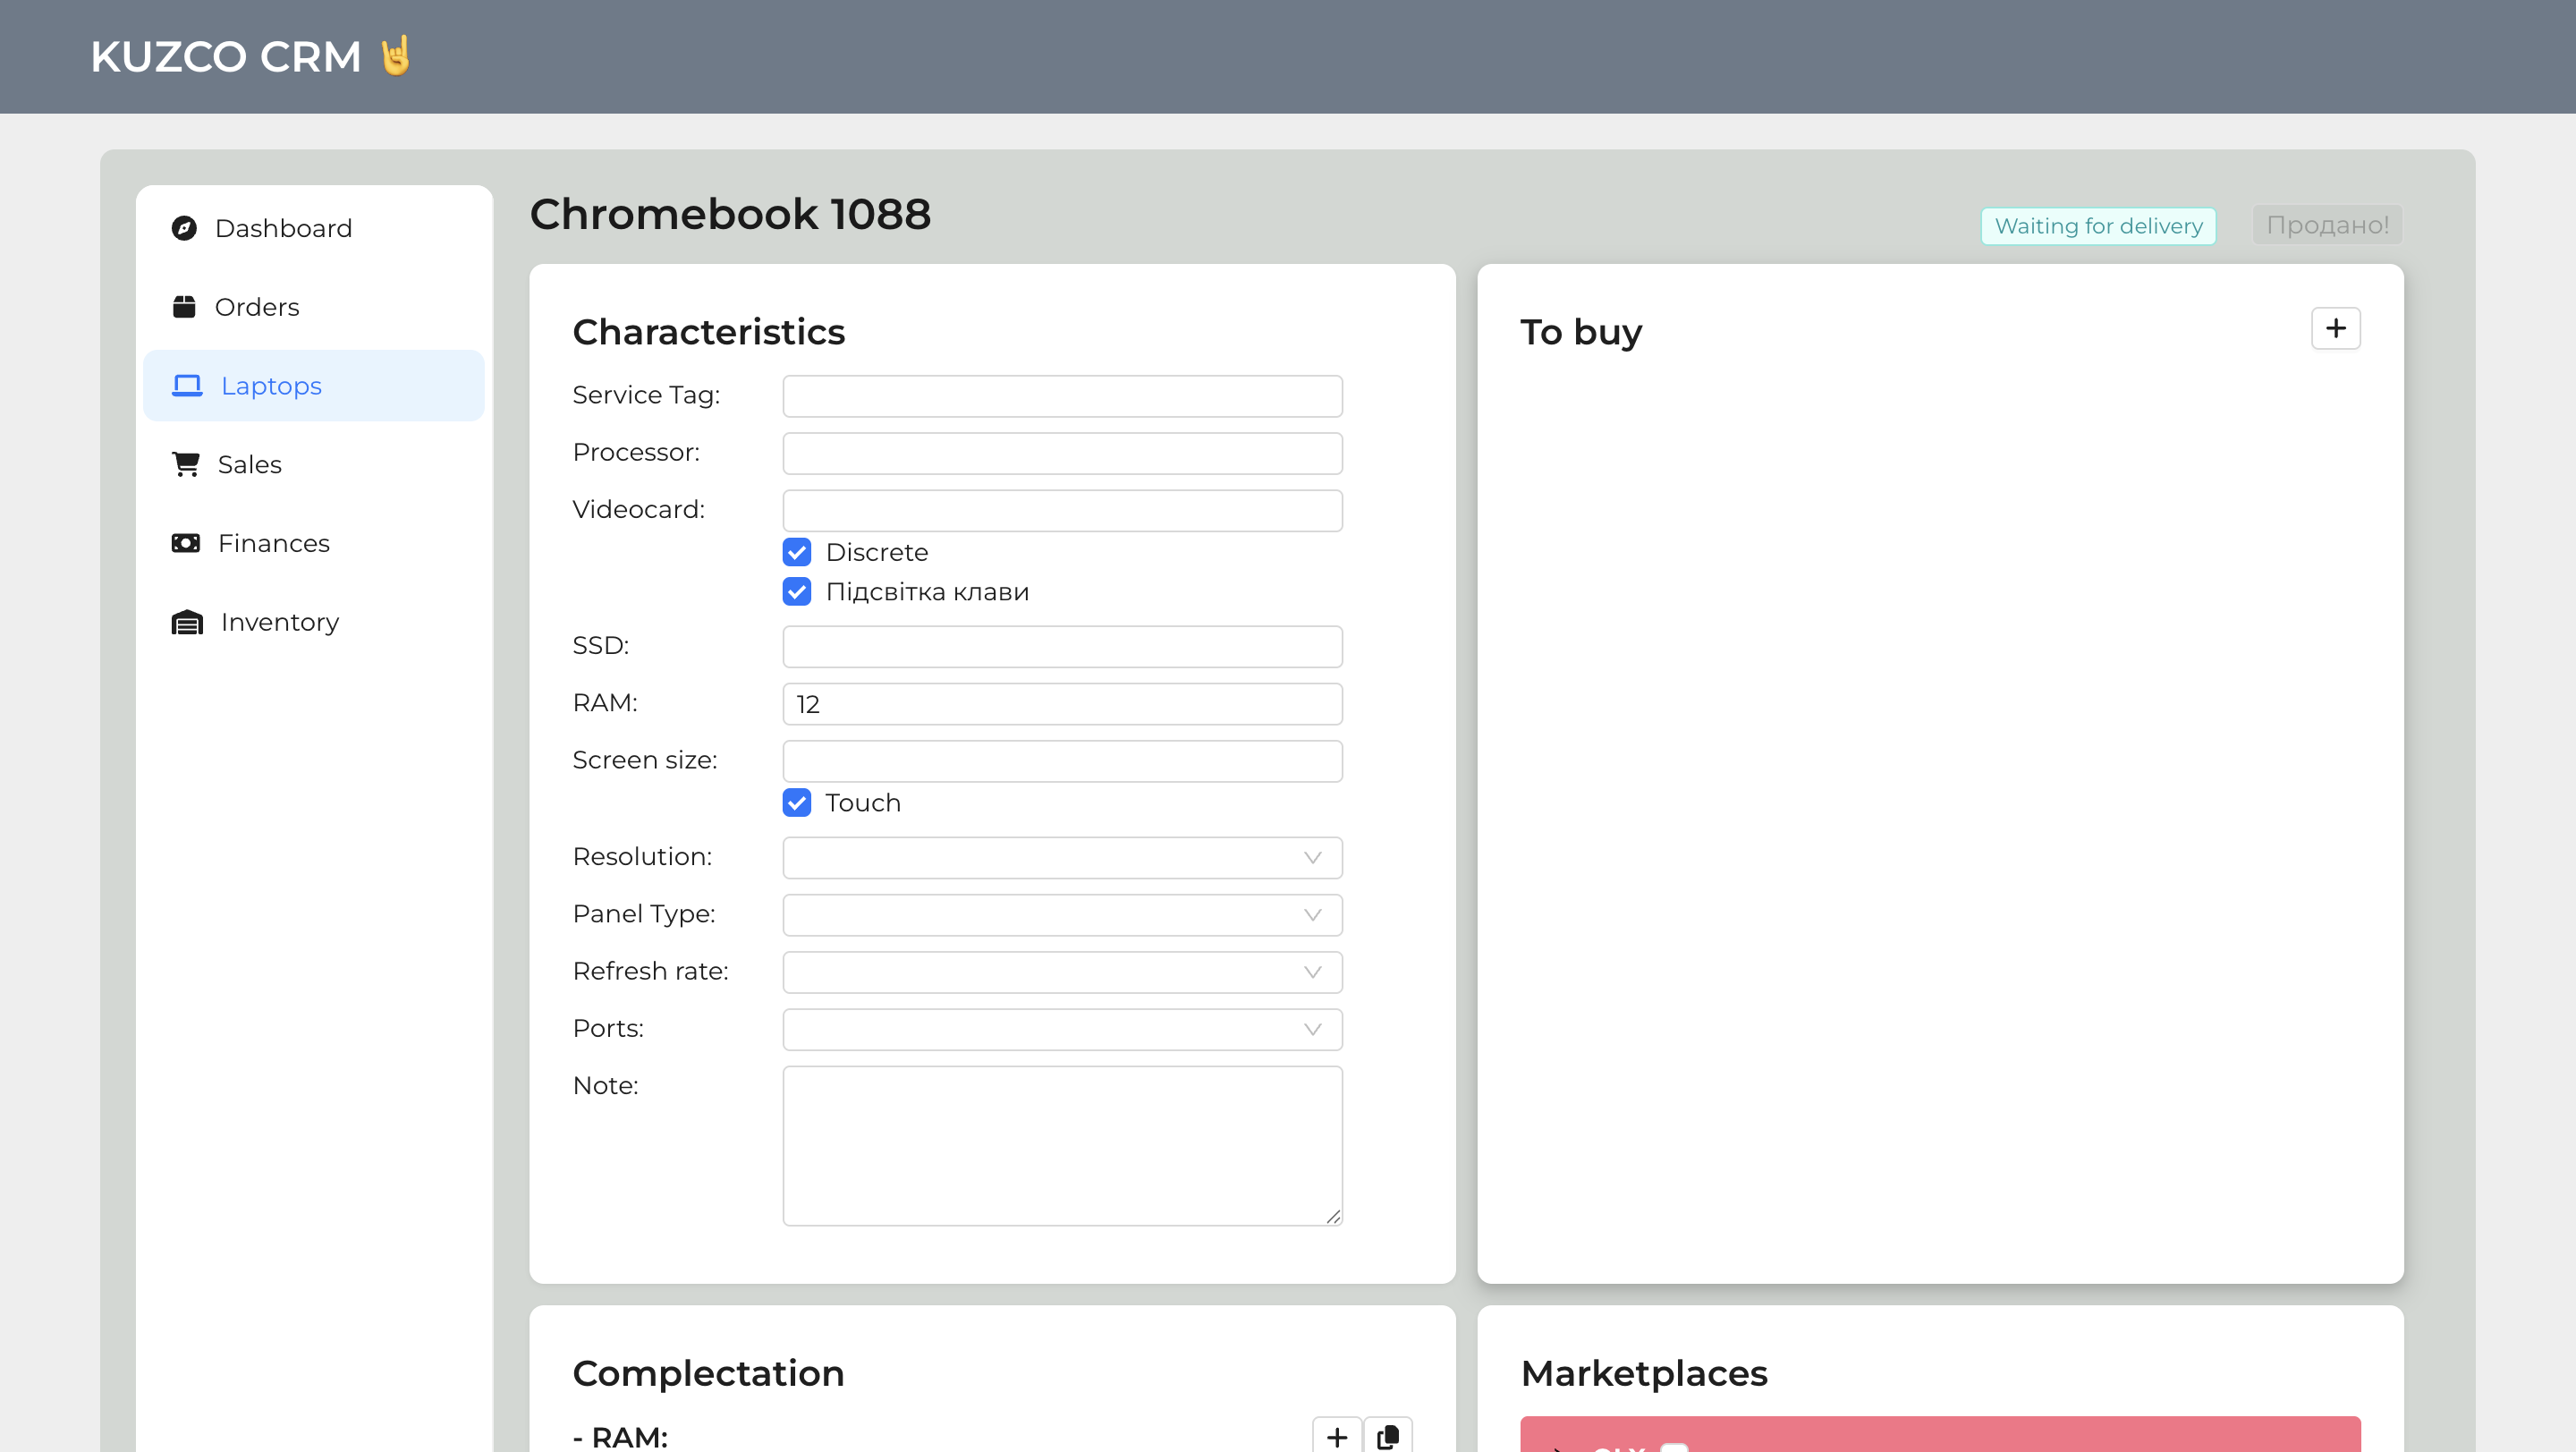 KUZCO CRM 🤘
Dashboard
Orders
Laptops
Sales
Finances
Inventory
Chromebook 1088
Waiting for delivery
Продано!
Characteristics
Service Tag:
Processor:
Videocard:
Discrete
Підсвітка клави
SSD:
RAM:
12
Screen size:
Touch
Resolution:
Panel Type:
Refresh rate:
Ports:
Note:
To buy
Complectation
- RAM:
Marketplaces